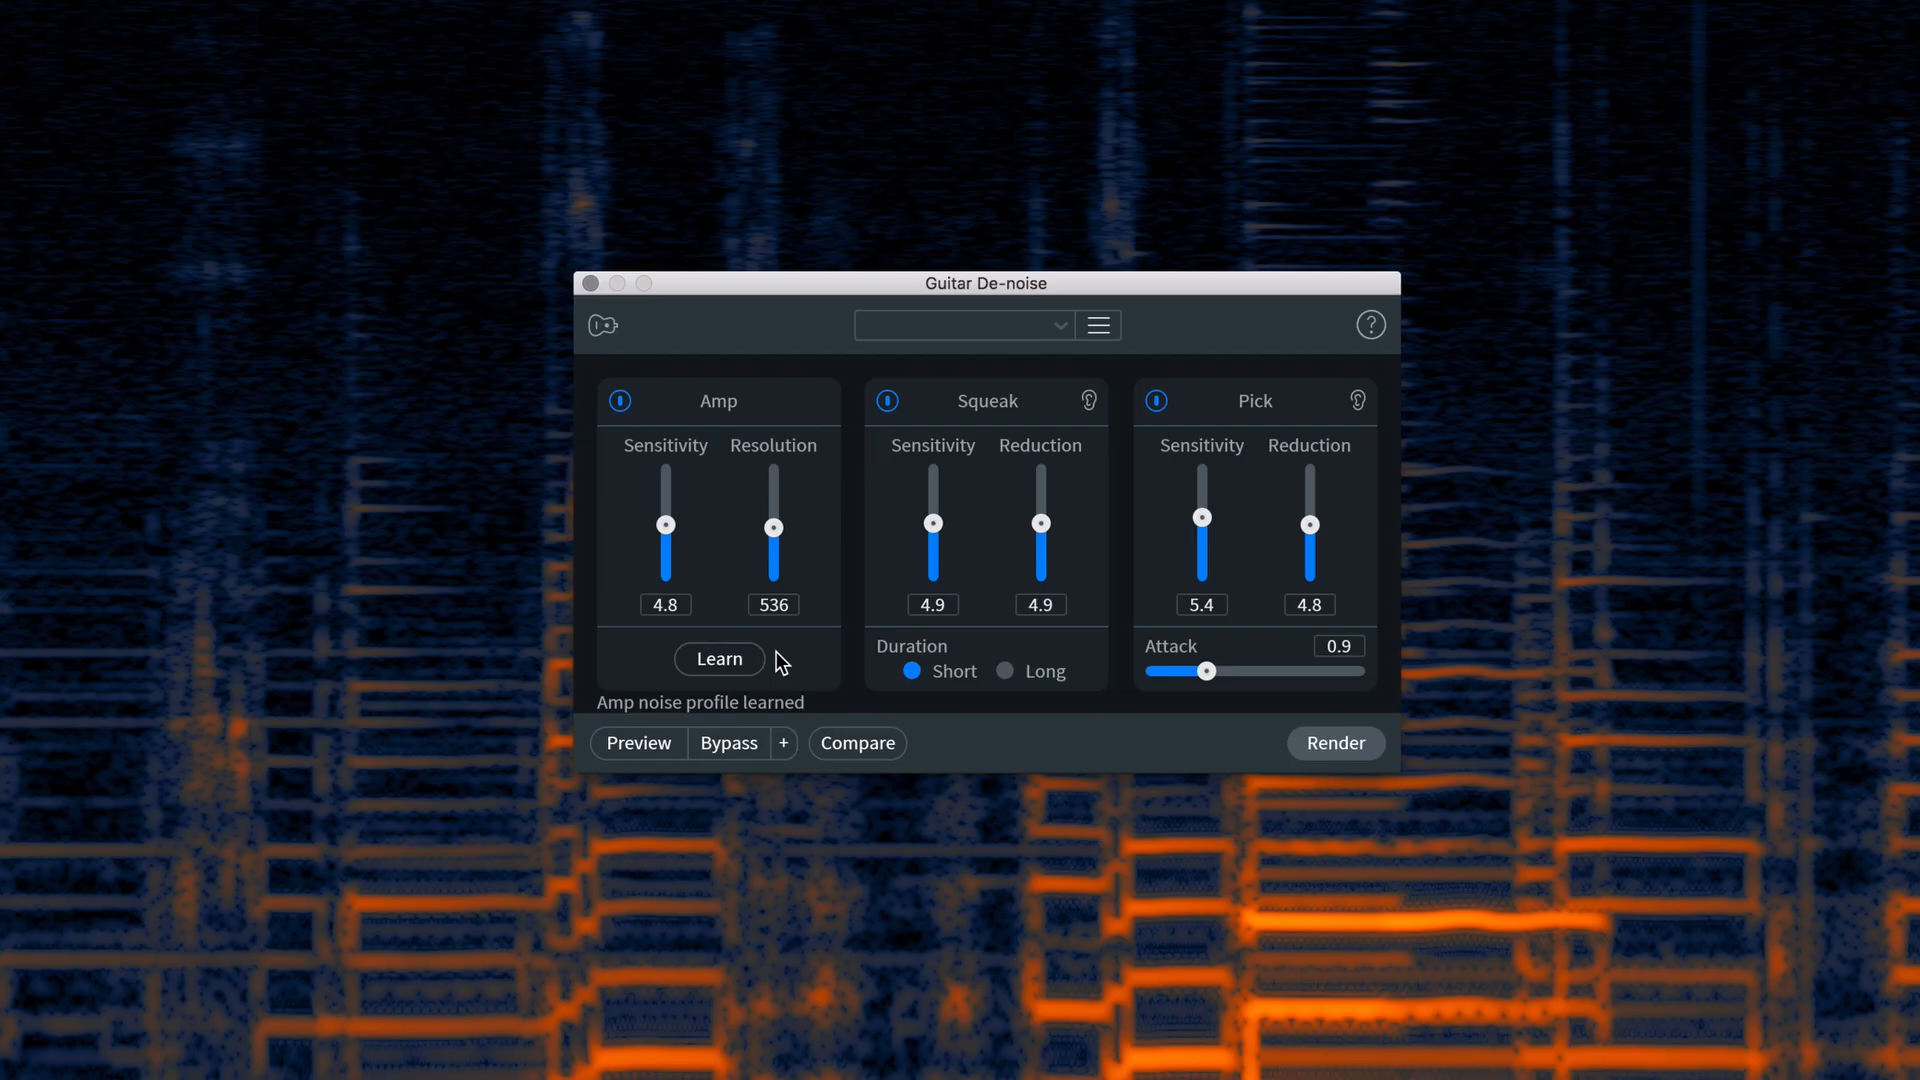 Guitar De-noise
?
Amp
Sensitivity Resolution
4.8 536
Learn
Amp noise profile learned
Squeak
Sensitivity Reduction
4.9 4.9
Duration
Short Long
Pick
Sensitivity Reduction
5.4 4.8
Attack 0.9
Preview Bypass + Compare Render